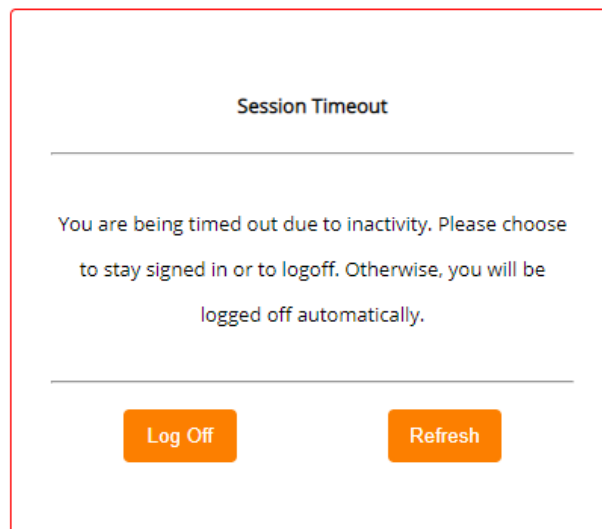 Session Timeout
You are being timed out due to inactivity. Please choose
to stay signed in or to logoff. Otherwise, you will be
logged off automatically.
Log Off
Refresh